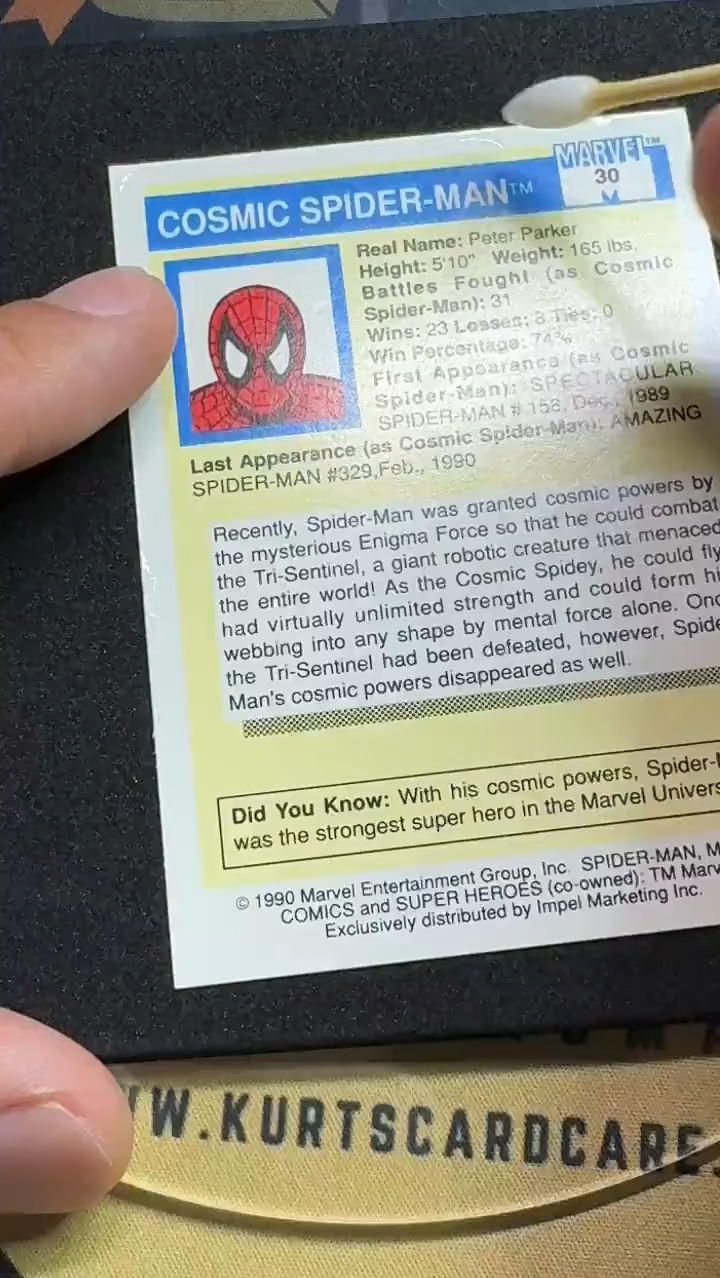 MARVEL™
30
COSMIC SPIDER-MAN™
Real Name: Peter Parker
Height: 5'10" Weight: 165 lbs.
Battles Fought (as Cosmic
Spider-Man): 31
Wins: 23 Losses: 8 Ties: 0
Win Percentage: 74%
First Appearance (as Cosmic
Spider-Man): SPECTACULAR
SPIDER-MAN # 158, Dec., 1989
Last Appearance (as Cosmic Spider-Man): AMAZING
SPIDER-MAN #329,Feb., 1990
Recently, Spider-Man was granted cosmic powers by
the mysterious Enigma Force so that he could combat
the Tri-Sentinel, a giant robotic creature that menaced
the entire world! As the Cosmic Spidey, he could fly
had virtually unlimited strength and could form hi
webbing into any shape by mental force alone. Onc
the Tri-Sentinel had been defeated, however, Spide
Man's cosmic powers disappeared as well.
Did You Know: With his cosmic powers, Spider-
was the strongest super hero in the Marvel Univers
© 1990 Marvel Entertainment Group, Inc. SPIDER-MAN, M
COMICS and SUPER HEROES (co-owned): TM Marv
Exclusively distributed by Impel Marketing Inc.
WW.KURTSCARDCARE.